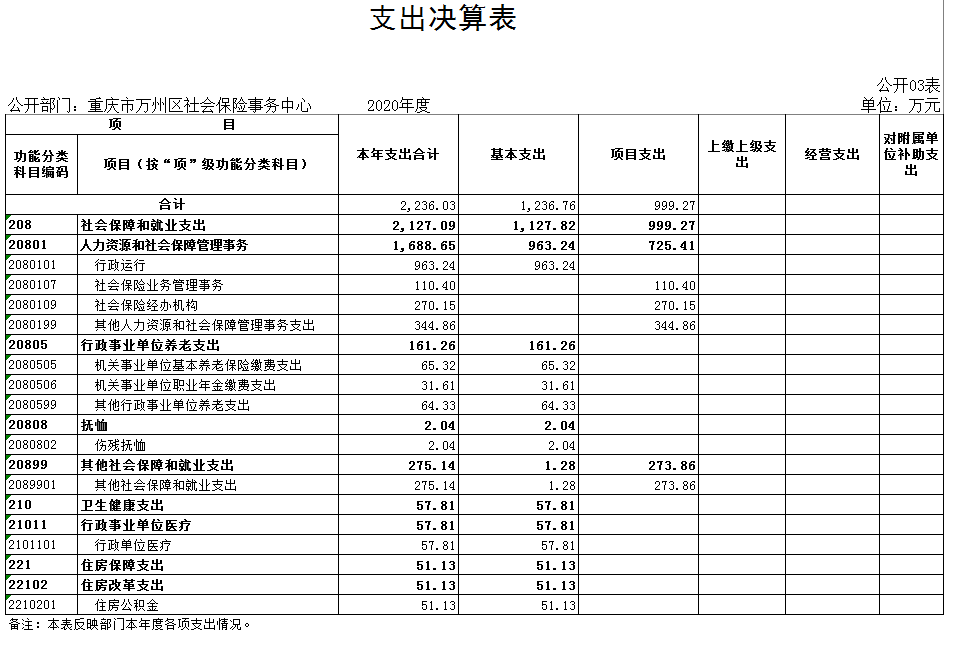 支出决算表
公开03表
公开部门：重庆市万州区社会保险事务中心 2020年度 单位：万元
项 目 本年支出合计 基本支出 项目支出 上缴上级支出 经营支出 对附属单位补助支出
功能分类科目编码 项目（按“项”级功能分类科目）
合计 2,236.03 1,236.76 999.27
208 社会保障和就业支出 2,127.09 1,127.82 999.27
20801 人力资源和社会保障管理事务 1,688.65 963.24 725.41
2080101 行政运行 963.24 963.24
2080107 社会保险业务管理事务 110.40 110.40
2080109 社会保险经办机构 270.15 270.15
2080199 其他人力资源和社会保障管理事务支出 344.86 344.86
20805 行政事业单位养老支出 161.26 161.26
2080505 机关事业单位基本养老保险缴费支出 65.32 65.32
2080506 机关事业单位职业年金缴费支出 31.61 31.61
2080599 其他行政事业单位养老支出 64.33 64.33
20808 抚恤 2.04 2.04
2080802 伤残抚恤 2.04 2.04
20899 其他社会保障和就业支出 275.14 1.28 273.86
2089901 其他社会保障和就业支出 275.14 1.28 273.86
210 卫生健康支出 57.81 57.81
21011 行政事业单位医疗 57.81 57.81
2101101 行政单位医疗 57.81 57.81
221 住房保障支出 51.13 51.13
22102 住房改革支出 51.13 51.13
2210201 住房公积金 51.13 51.13
备注：本表反映部门本年度各项支出情况。